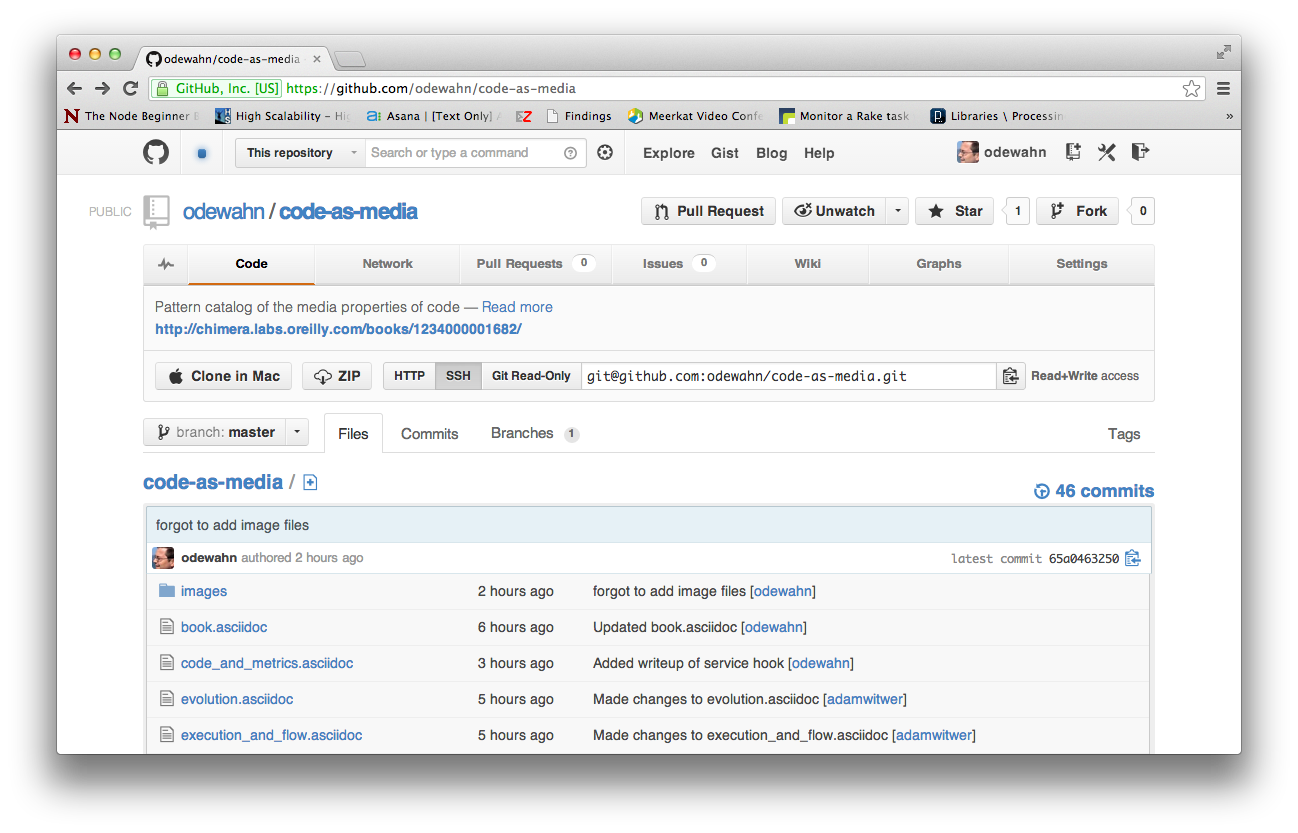 odewahn/code-as-media
GitHub, Inc. [US] https://github.com/odewahn/code-as-media
The Node Beginner High Scalability – Asana | [Text Only] Findings Meerkat Video Monitor a Rake task Libraries \ »
This repository Search or type a command Explore Gist Blog Help odewahn
PUBLIC odewahn / code-as-media Pull Request Unwatch Star 1 Fork 0
Code Network Pull Requests 0 Issues 0 Wiki Graphs Settings
Pattern catalog of the media properties of code — Read more
http://chimera.labs.oreilly.com/books/1234000001682/
Clone in Mac ZIP HTTP SSH Git Read-Only git@github.com:odewahn/code-as-media.git Read+Write access
branch: master Files Commits Branches 1 Tags
code-as-media /
46 commits
forgot to add image files
odewahn authored 2 hours ago latest commit 65a0463250
images 2 hours ago forgot to add image files [odewahn]
book.asciidoc 6 hours ago Updated book.asciidoc [odewahn]
code_and_metrics.asciidoc 3 hours ago Added writeup of service hook [odewahn]
evolution.asciidoc 5 hours ago Made changes to evolution.asciidoc [adamwitwer]
execution_and_flow.asciidoc 5 hours ago Made changes to execution_and_flow.asciidoc [adamwitwer]